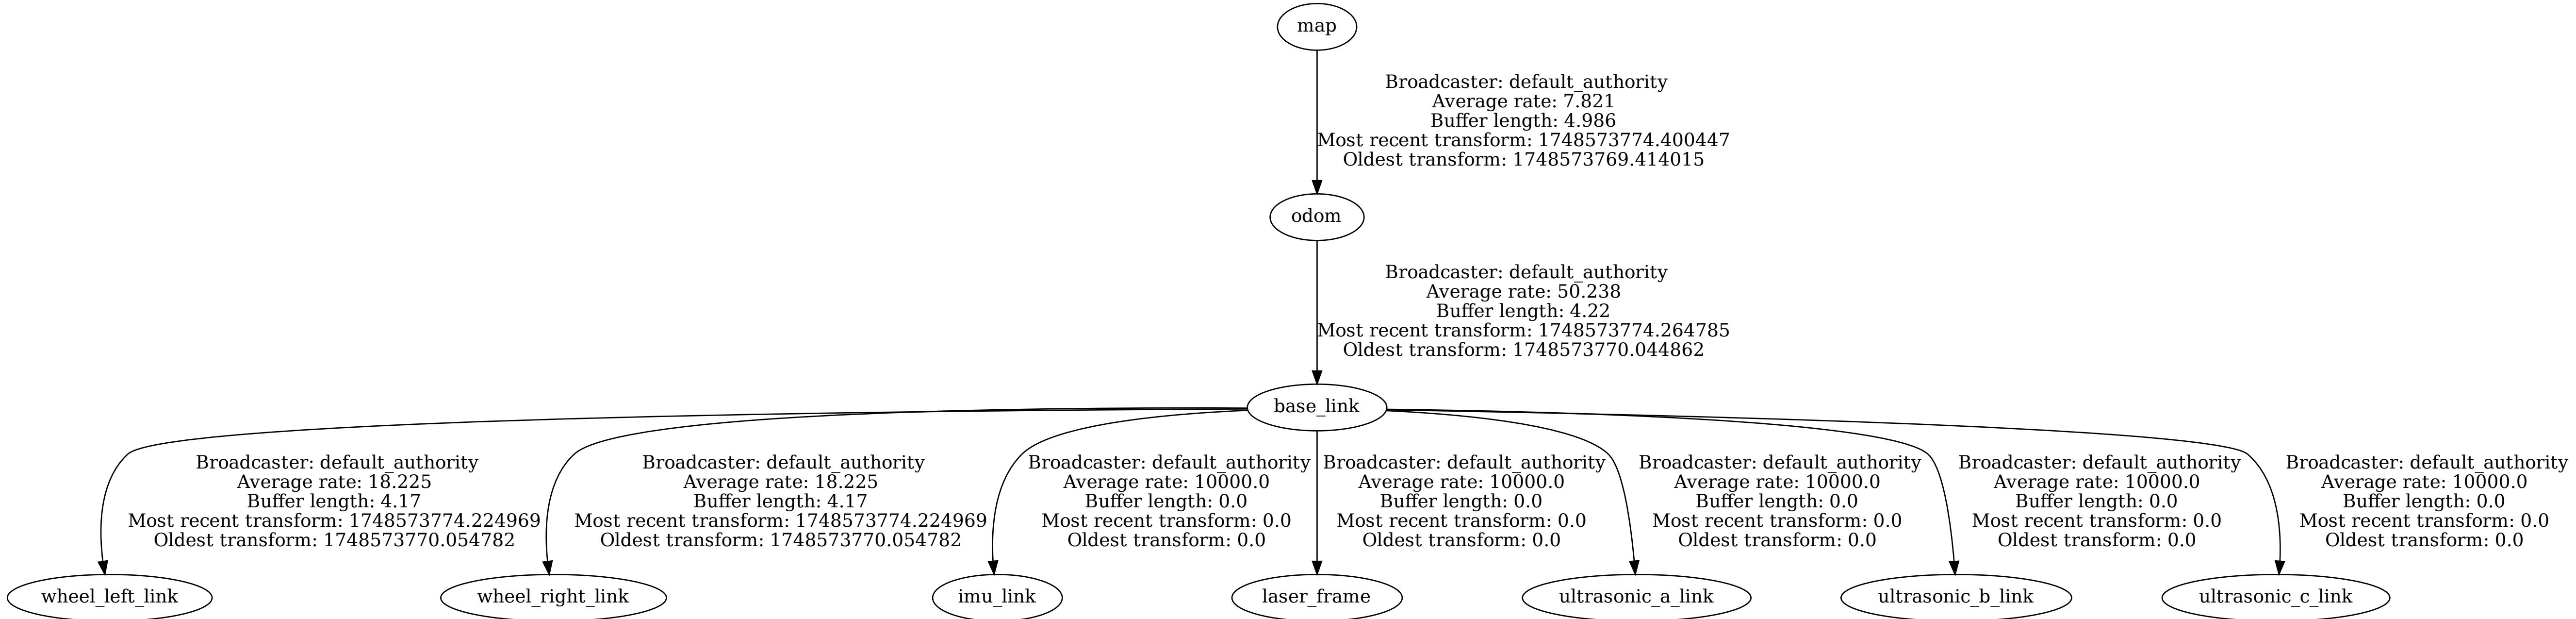 map
Broadcaster: default_authority
Average rate: 7.821
Buffer length: 4.986
Most recent transform: 1748573774.400447
Oldest transform: 1748573769.414015
odom
Broadcaster: default_authority
Average rate: 50.238
Buffer length: 4.22
Most recent transform: 1748573774.264785
Oldest transform: 1748573770.044862
base_link
Broadcaster: default_authority
Average rate: 18.225
Buffer length: 4.17
Most recent transform: 1748573774.224969
Oldest transform: 1748573770.054782
Broadcaster: default_authority
Average rate: 18.225
Buffer length: 4.17
Most recent transform: 1748573774.224969
Oldest transform: 1748573770.054782
Broadcaster: default_authority
Average rate: 10000.0
Buffer length: 0.0
Most recent transform: 0.0
Oldest transform: 0.0
Broadcaster: default_authority
Average rate: 10000.0
Buffer length: 0.0
Most recent transform: 0.0
Oldest transform: 0.0
Broadcaster: default_authority
Average rate: 10000.0
Buffer length: 0.0
Most recent transform: 0.0
Oldest transform: 0.0
Broadcaster: default_authority
Average rate: 10000.0
Buffer length: 0.0
Most recent transform: 0.0
Oldest transform: 0.0
Broadcaster: default_authority
Average rate: 10000.0
Buffer length: 0.0
Most recent transform: 0.0
Oldest transform: 0.0
wheel_left_link
wheel_right_link
imu_link
laser_frame
ultrasonic_a_link
ultrasonic_b_link
ultrasonic_c_link